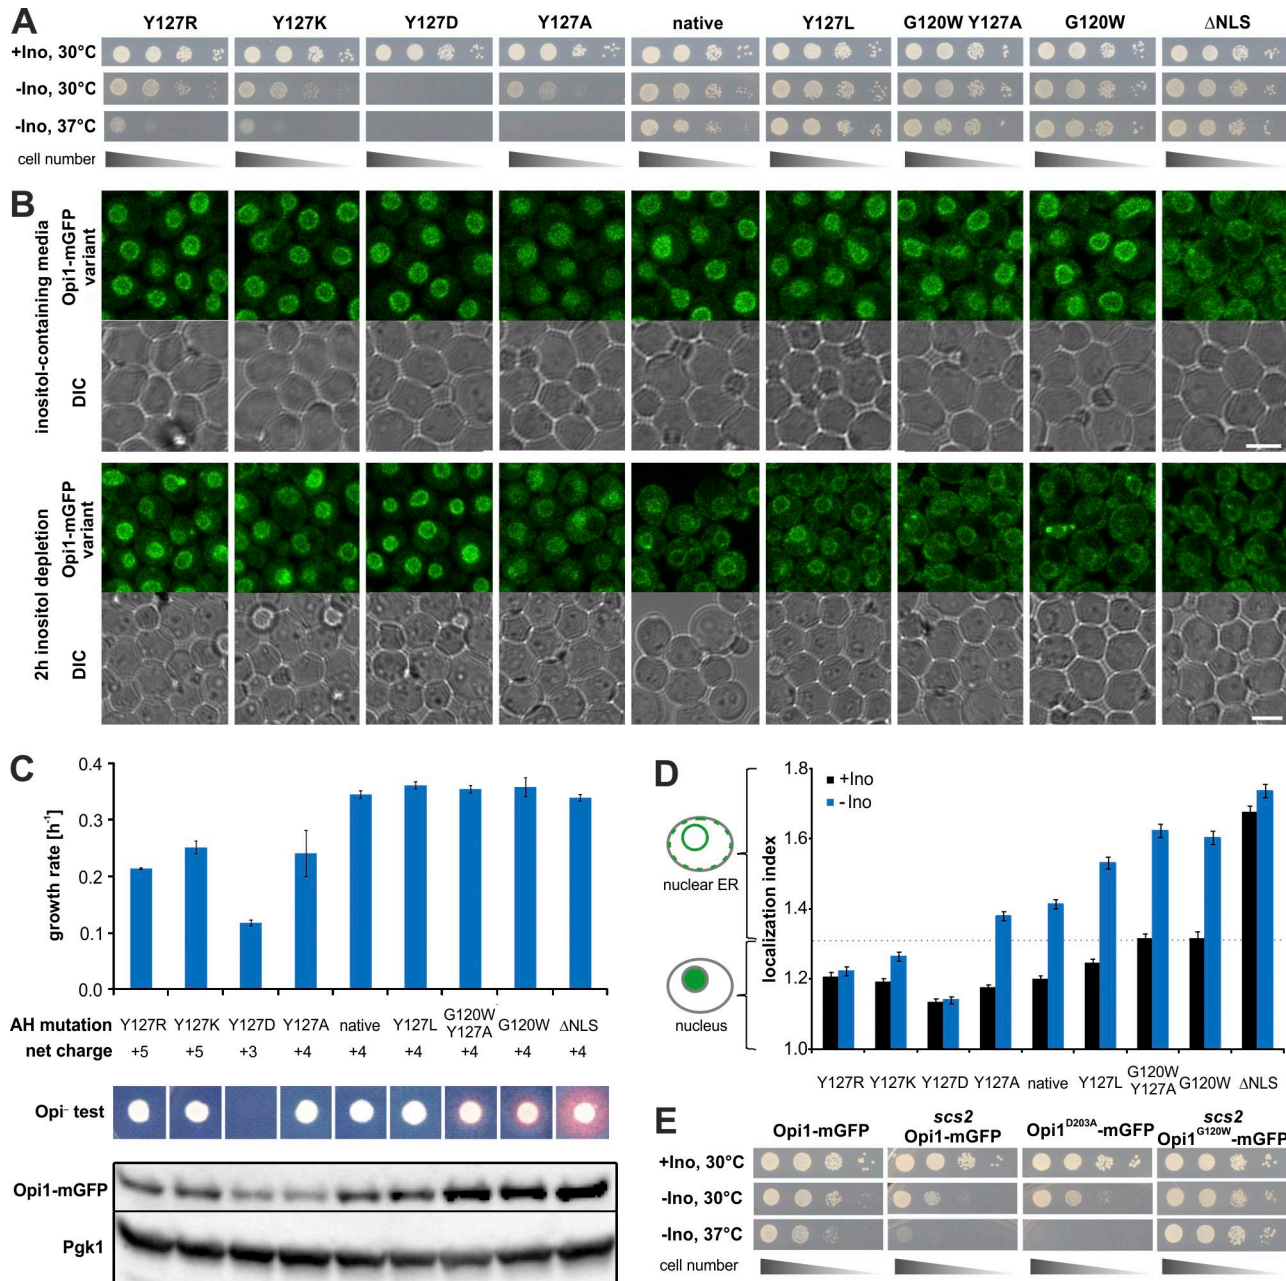 A
Y127R Y127K Y127D Y127A native Y127L G120W Y127A G120W ΔNLS
+Ino, 30°C
-Ino, 30°C
-Ino, 37°C
cell number
B
inositol-containing media
Opi1-mGFP variant
DIC
2h inositol depletion
Opi1-mGFP variant
DIC
C
growth rate [h⁻¹]
0.4
0.3
0.2
0.1
0.0
AH mutation Y127R Y127K Y127D Y127A native Y127L G120W Y127A G120W ΔNLS
net charge +5 +5 +3 +4 +4 +4 +4 +4 +4
Opi⁻ test
Opi1-mGFP
Pgk1
D
nuclear ER
nucleus
localization index
1.8
1.6
1.4
1.2
1.0
+Ino
-Ino
Y127R Y127K Y127D Y127A native Y127L G120W Y127A G120W ΔNLS
E
Opi1-mGFP scs2 Opi1-mGFP Opi1ᴰ²⁰³ᴬ-mGFP scs2 Opi1ᴳ¹²⁰ᵂ-mGFP
+Ino, 30°C
-Ino, 30°C
-Ino, 37°C
cell number